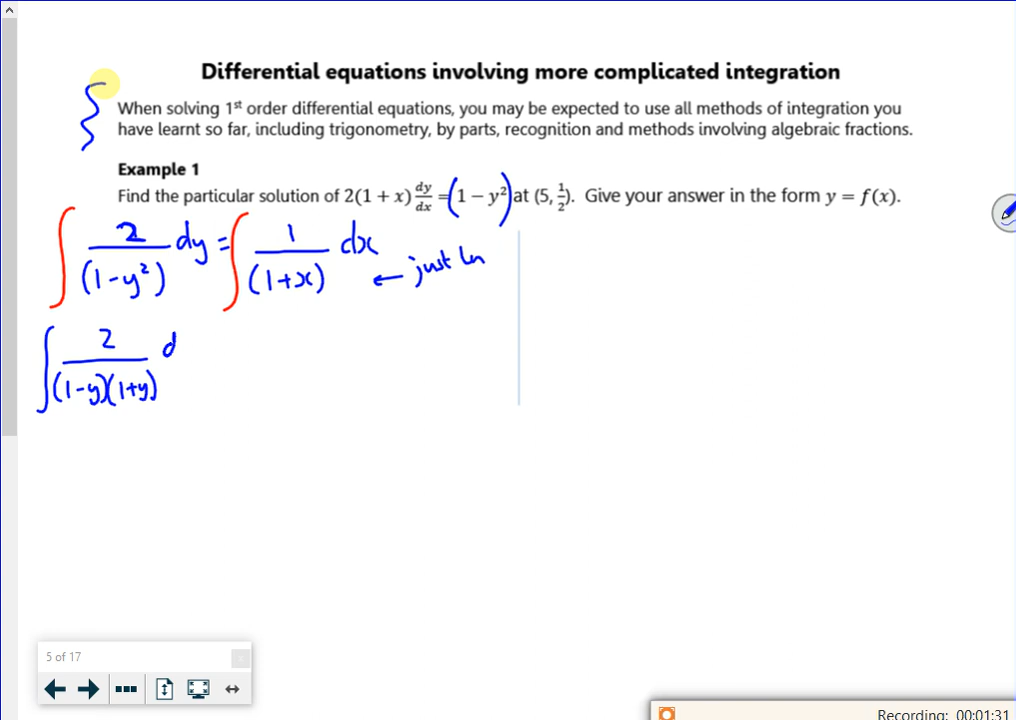 Differential equations involving more complicated integration
When solving 1st order differential equations, you may be expected to use all methods of integration you
have learnt so far, including trigonometry, by parts, recognition and methods involving algebraic fractions.
Example 1
Find the particular solution of 2(1 + x) dy/dx = (1 − y²) at (5, 1/2). Give your answer in the form y = f(x).
∫ 2/(1-y²) dy = ∫ 1/(1+x) dx ← just ln
∫ 2/(1-y)(1+y) d
5 of 17
Recording: 00:01:31